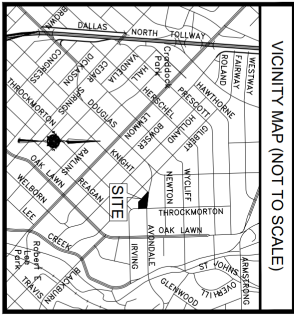 VICINITY MAP (NOT TO SCALE)
BROWN
DALLAS NORTH TOLLWAY
WESTWAY
FAIRWAY
ROLAND
CONGRESS
DICKASON
CEDAR
VANDELIA
HALL
Craddock
Park
HAWTHORNE
PRESCOTT
HERSCHEL
GILBERT
HOLLAND
BOWSER
LEMMON
DOUGLAS
SPRINGS
THROCKMORTON
RAWLINS
KNIGHT
OAK LAWN
REAGAN
WELBORN
LEE
SITE
NEWTON
WYCLIFF
THROCKMORTON
OAK LAWN
AVONDALE
IRVING
CREEK
Robert E.
Lee
Park
BLACKBURN
TRAVIS
ST JOHNS
ARMSTRONG
OVERHILL
GLENWOOD